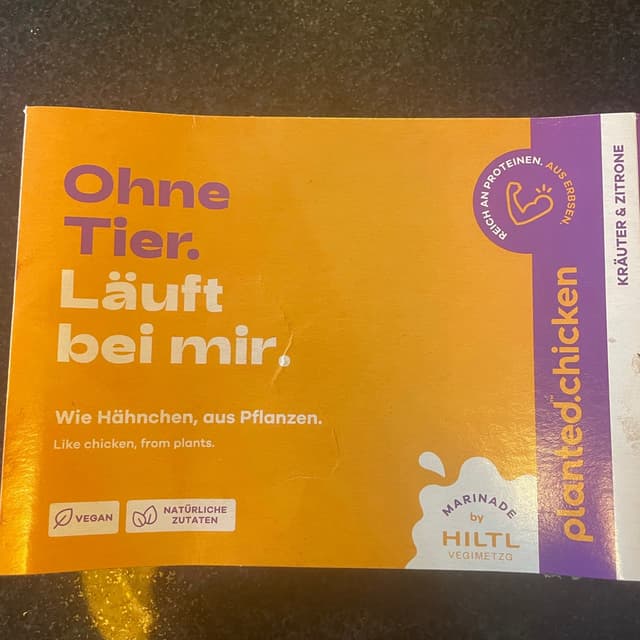 Ohne
Tier.
Läuft
bei mir.
Wie Hähnchen, aus Pflanzen.
Like chicken, from plants.
VEGAN
NATÜRLICHE
ZUTATEN
MARINADE
by
HILTL
VEGIMETZG
REICH AN PROTEINEN. AUS ERBSEN.
planted.chicken™
KRÄUTER & ZITRONE